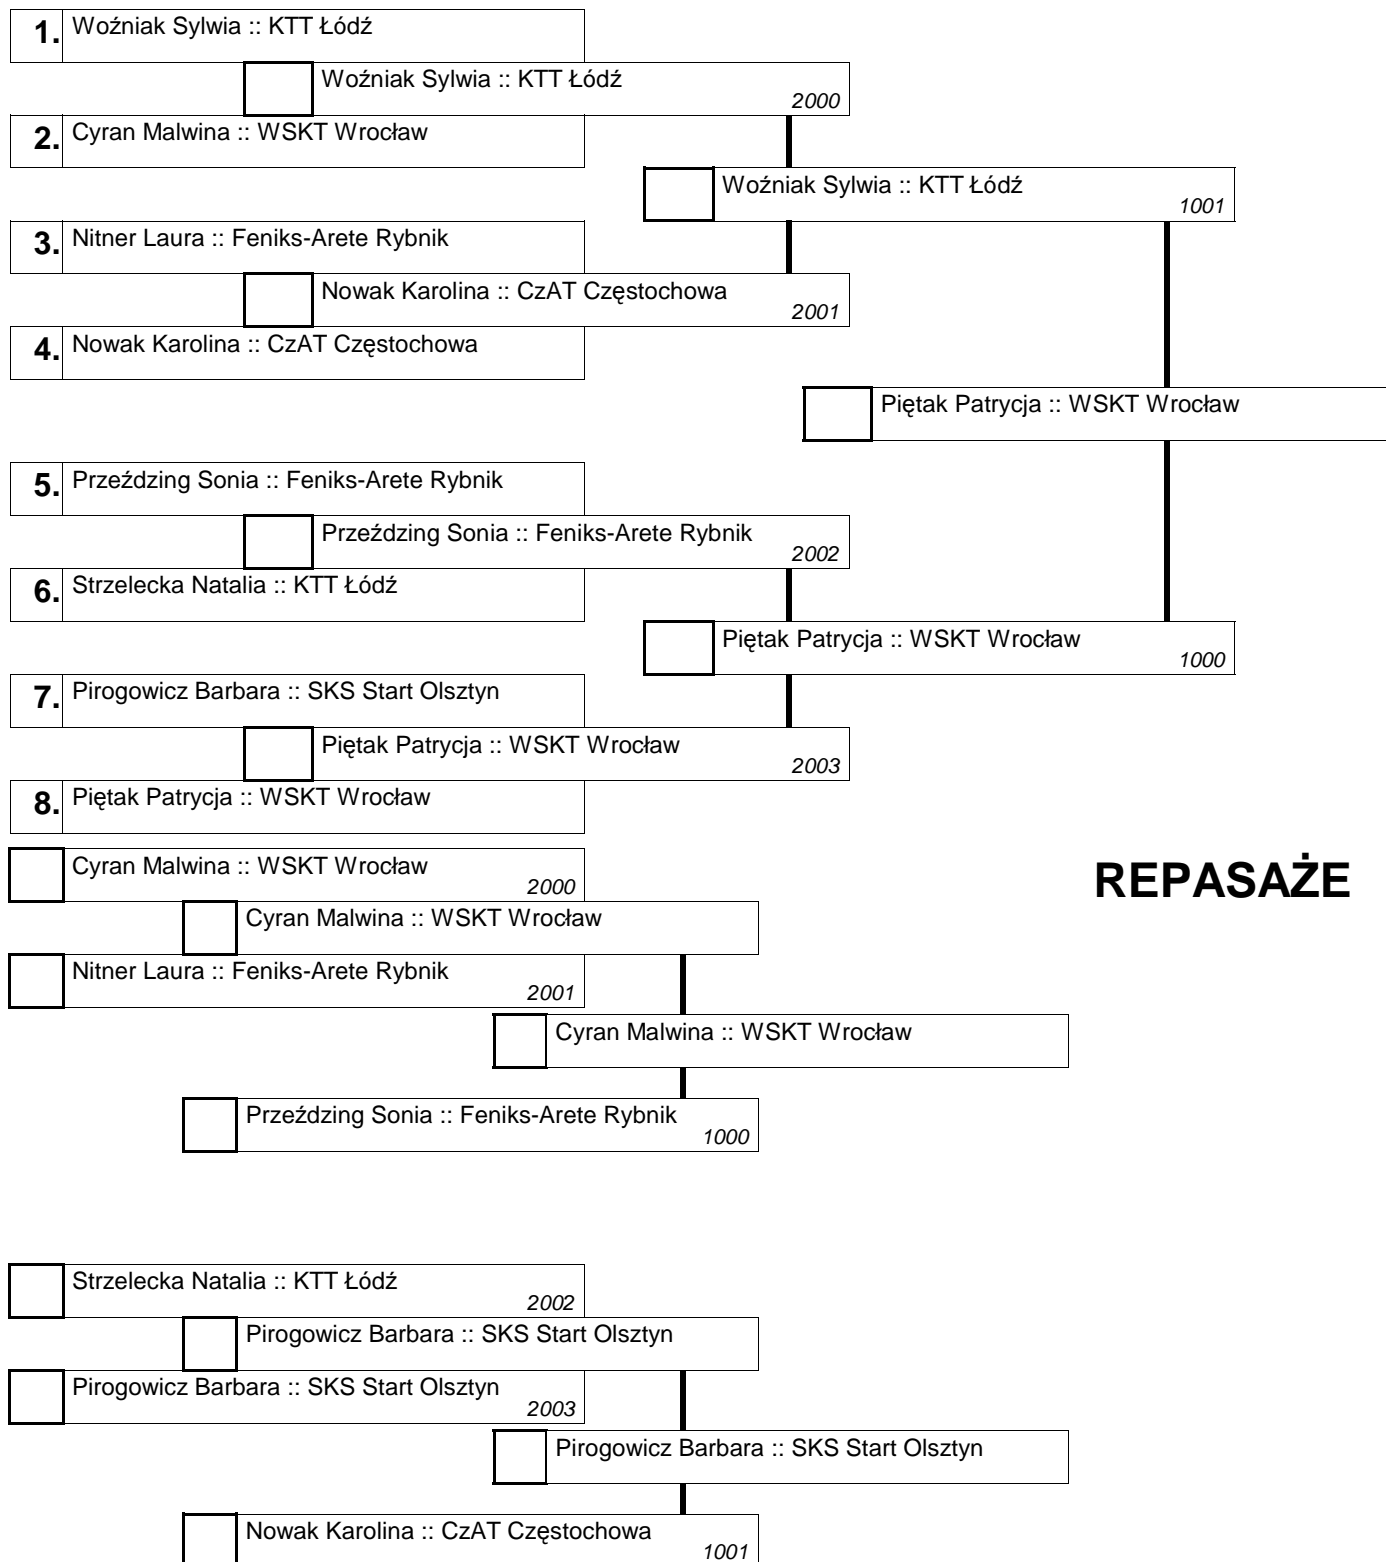 1. Woźniak Sylwia :: KTT Łódź
Woźniak Sylwia :: KTT Łódź 2000
2. Cyran Malwina :: WSKT Wrocław
Woźniak Sylwia :: KTT Łódź 1001
3. Nitner Laura :: Feniks-Arete Rybnik
Nowak Karolina :: CzAT Częstochowa 2001
4. Nowak Karolina :: CzAT Częstochowa
Piętak Patrycja :: WSKT Wrocław
5. Przeździng Sonia :: Feniks-Arete Rybnik
Przeździng Sonia :: Feniks-Arete Rybnik 2002
6. Strzelecka Natalia :: KTT Łódź
Piętak Patrycja :: WSKT Wrocław 1000
7. Pirogowicz Barbara :: SKS Start Olsztyn
Piętak Patrycja :: WSKT Wrocław 2003
8. Piętak Patrycja :: WSKT Wrocław
Cyran Malwina :: WSKT Wrocław 2000
REPASAŻE
Cyran Malwina :: WSKT Wrocław
Nitner Laura :: Feniks-Arete Rybnik 2001
Cyran Malwina :: WSKT Wrocław
Przeździng Sonia :: Feniks-Arete Rybnik 1000
Strzelecka Natalia :: KTT Łódź 2002
Pirogowicz Barbara :: SKS Start Olsztyn
Pirogowicz Barbara :: SKS Start Olsztyn 2003
Pirogowicz Barbara :: SKS Start Olsztyn
Nowak Karolina :: CzAT Częstochowa 1001